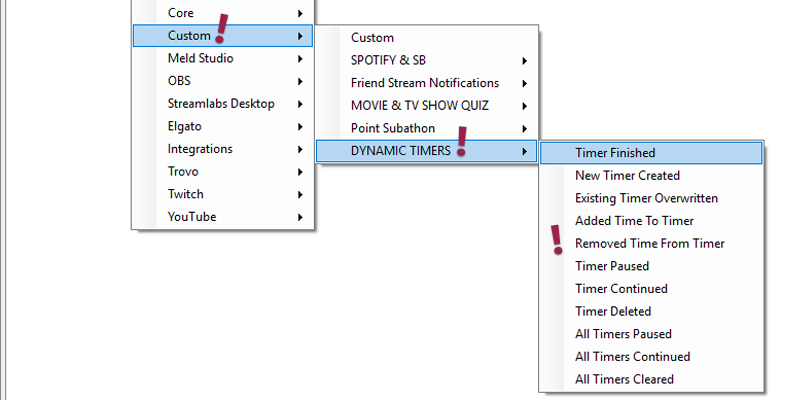 Core
Custom
Meld Studio
OBS
Streamlabs Desktop
Elgato
Integrations
Trovo
Twitch
YouTube
Custom
SPOTIFY & SB
Friend Stream Notifications
MOVIE & TV SHOW QUIZ
Point Subathon
DYNAMIC TIMERS
Timer Finished
New Timer Created
Existing Timer Overwritten
Added Time To Timer
Removed Time From Timer
Timer Paused
Timer Continued
Timer Deleted
All Timers Paused
All Timers Continued
All Timers Cleared